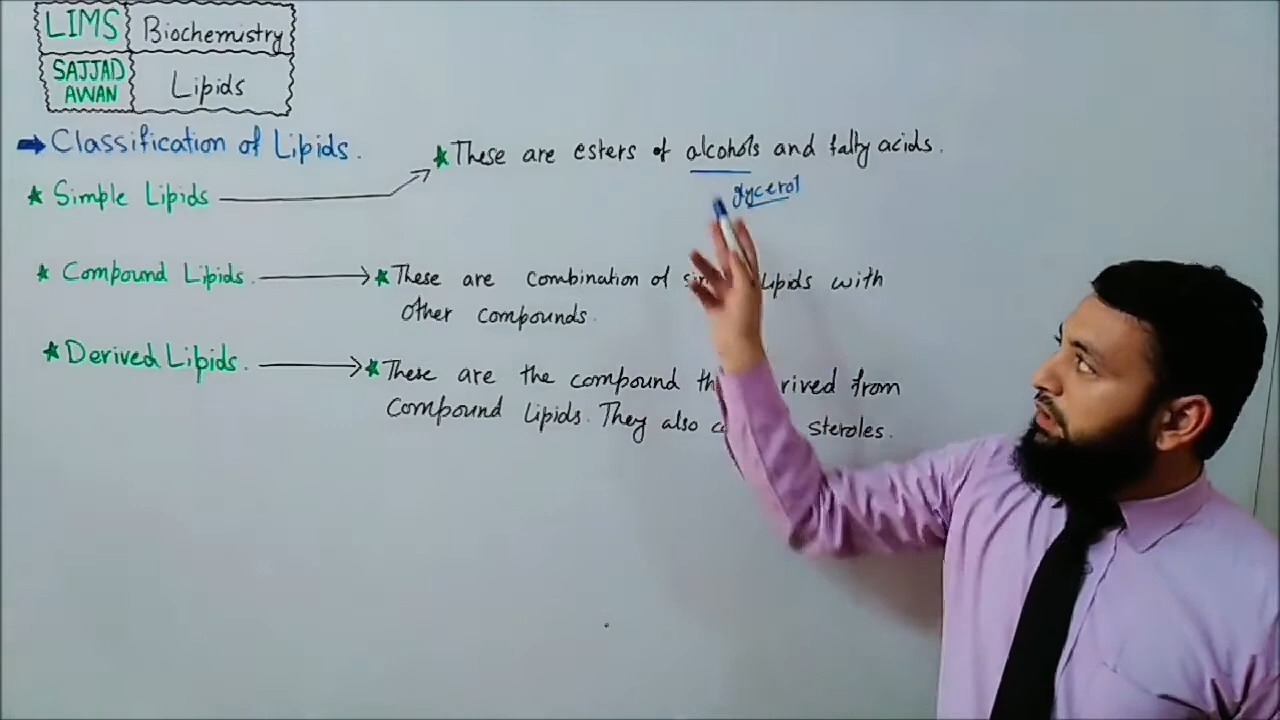 LIMS Biochemistry
SAJJAD AWAN Lipids
Classification of Lipids.
Simple Lipids
These are esters of alcohols and fatty acids.
glycerol
Compound Lipids.
These are combination of lipids with
other compounds.
Derived Lipids.
These are the compound rived from
Compound Lipids. They also steroles.